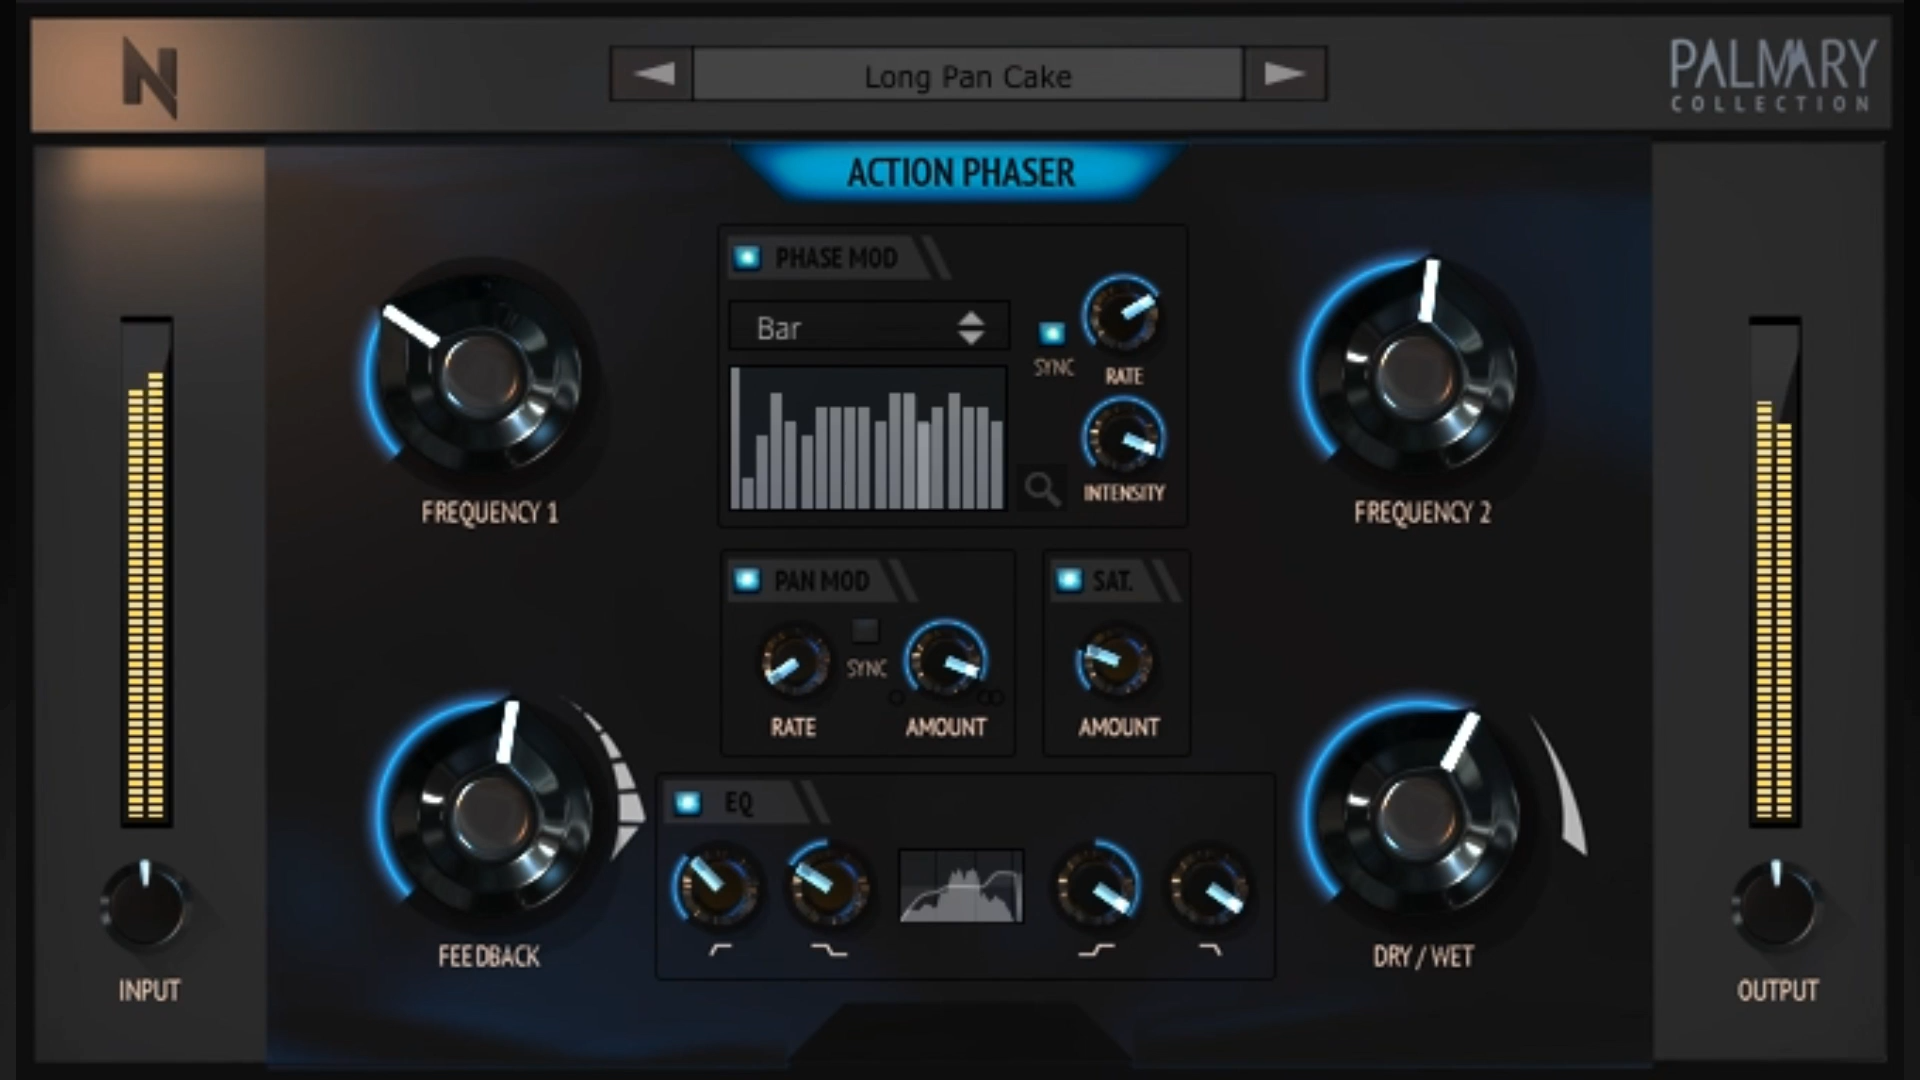 N
Long Pan Cake
PALMARY
COLLECTION
ACTION PHASER
PHASE MOD
Bar
SYNC
RATE
INTENSITY
FREQUENCY 1
FREQUENCY 2
PAN MOD
SAT.
SYNC
RATE
AMOUNT
AMOUNT
EQ
FEEDBACK
DRY / WET
INPUT
OUTPUT